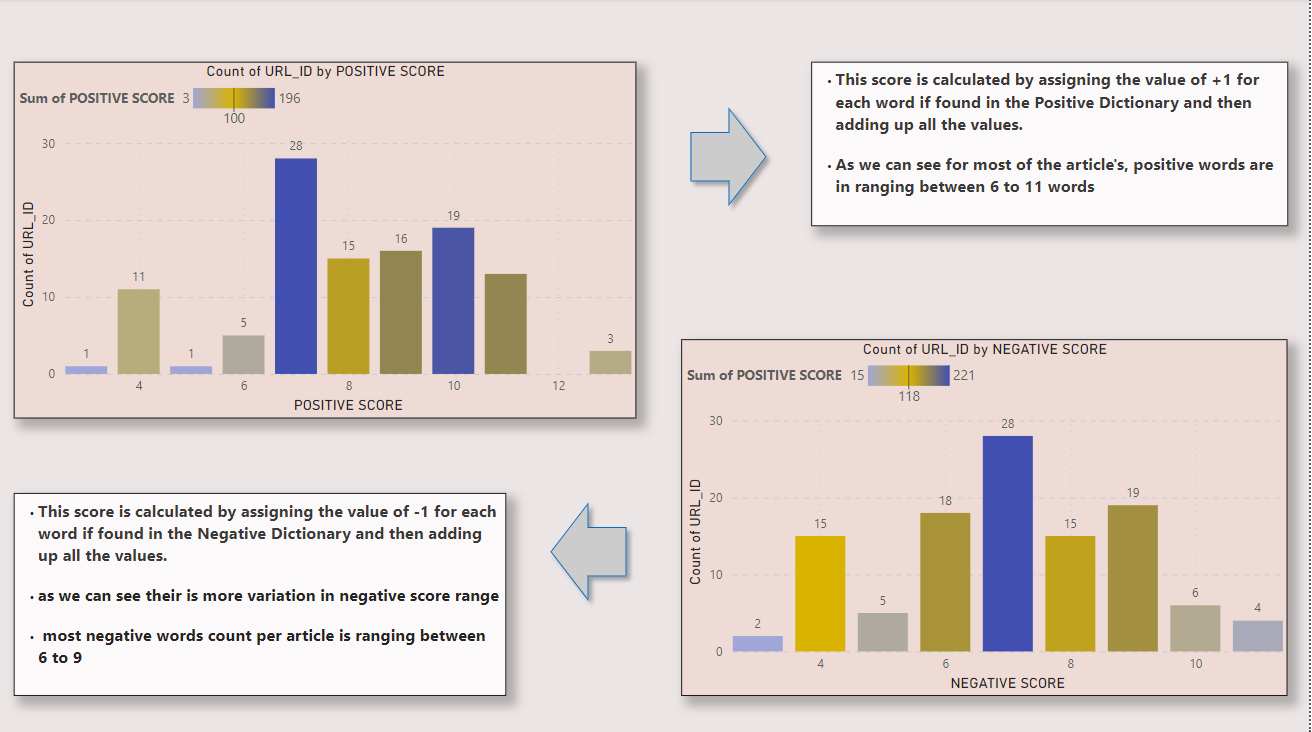 Count of URL_ID by POSITIVE SCORE
Sum of POSITIVE SCORE 3 196
100
30
20
10
0
Count of URL_ID
1
11
1
5
28
15
16
19
3
4
6
8
10
12
POSITIVE SCORE
• This score is calculated by assigning the value of +1 for
each word if found in the Positive Dictionary and then
adding up all the values.
• As we can see for most of the article's, positive words are
in ranging between 6 to 11 words
Count of URL_ID by NEGATIVE SCORE
Sum of POSITIVE SCORE 15 221
118
30
20
10
0
Count of URL_ID
2
15
5
18
28
15
19
6
4
4
6
8
10
NEGATIVE SCORE
• This score is calculated by assigning the value of -1 for each
word if found in the Negative Dictionary and then adding
up all the values.
• as we can see their is more variation in negative score range
• most negative words count per article is ranging between
6 to 9